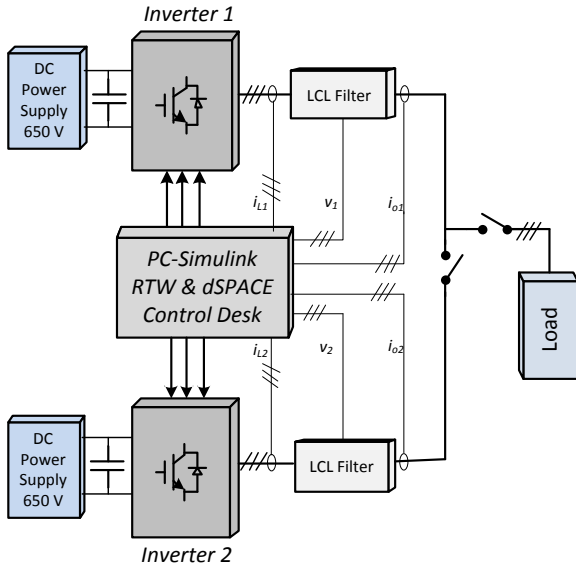 Inverter 1
DC
Power
Supply
650 V
LCL Filter
iL1
v1
io1
PC-Simulink
RTW & dSPACE
Control Desk
Load
iL2
v2
io2
DC
Power
Supply
650 V
LCL Filter
Inverter 2